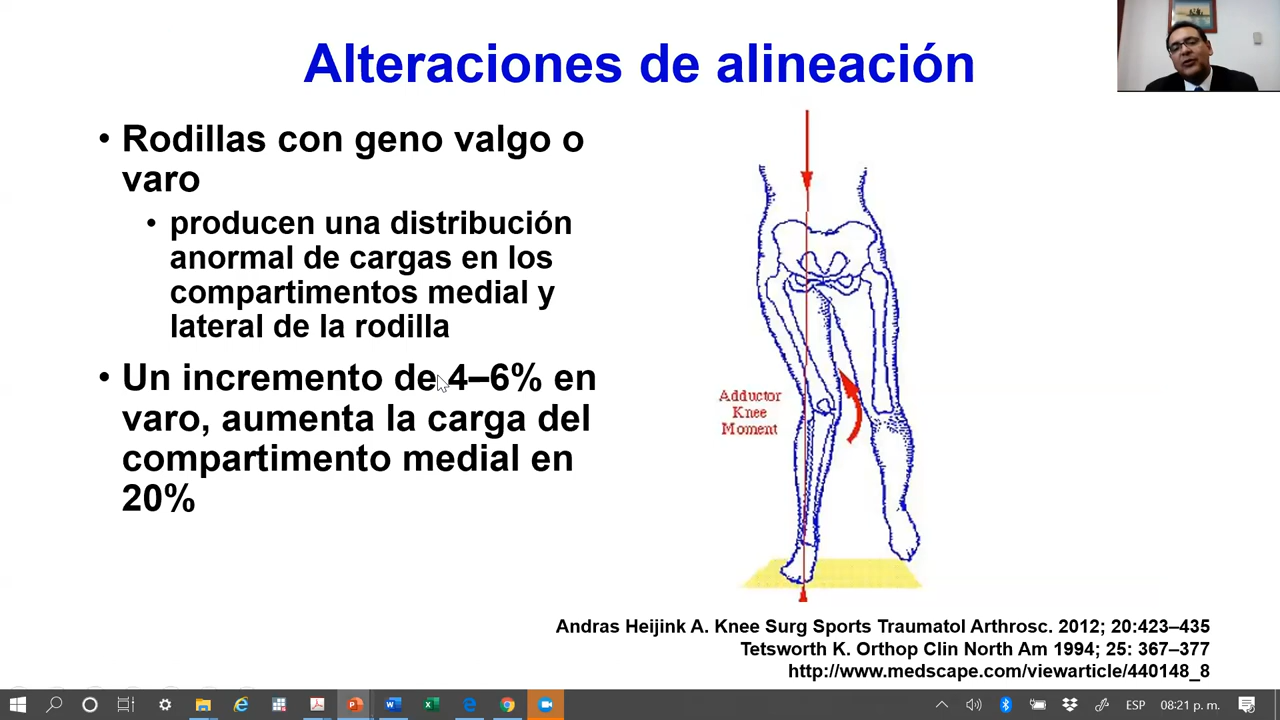 Alteraciones de alineación
• Rodillas con geno valgo o
varo
• producen una distribución
anormal de cargas en los
compartimentos medial y
lateral de la rodilla
• Un incremento de 4–6% en
varo, aumenta la carga del
compartimento medial en
20%
Adductor
Knee
Moment
Andras Heijink A. Knee Surg Sports Traumatol Arthrosc. 2012; 20:423–435
Tetsworth K. Orthop Clin North Am 1994; 25: 367–377
http://www.medscape.com/viewarticle/440148_8
ESP
08:21 p. m.